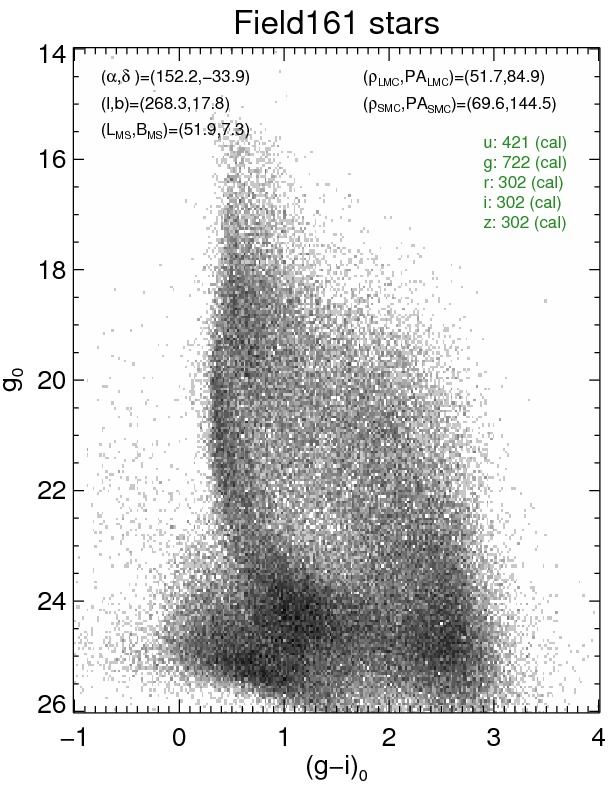 Field161 stars
(α,δ )=(152.2,−33.9)
(ρLMC,PALMC)=(51.7,84.9)
(l,b)=(268.3,17.8)
(ρSMC,PASMC)=(69.6,144.5)
(LMS,BMS)=(51.9,7.3)
u: 421 (cal)
g: 722 (cal)
r: 302 (cal)
i: 302 (cal)
z: 302 (cal)
14
16
18
20
22
24
26
g0
−1 0 1 2 3 4
(g−i)0